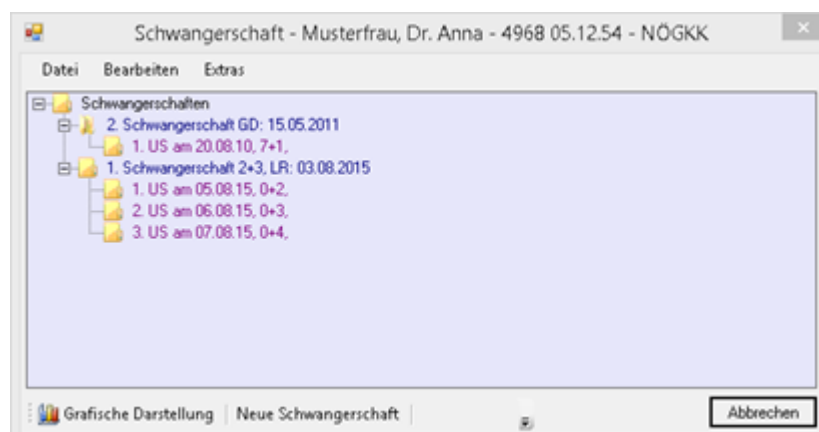 Schwangerschaft - Musterfrau, Dr. Anna - 4968 05.12.54 - NÖGKK
Datei Bearbeiten Extras
Schwangerschaften
2. Schwangerschaft GD: 15.05.2011
1. US am 20.08.10, 7+1,
1. Schwangerschaft 2+3, LR: 03.08.2015
1. US am 05.08.15, 0+2,
2. US am 06.08.15, 0+3,
3. US am 07.08.15, 0+4,
Grafische Darstellung Neue Schwangerschaft Abbrechen